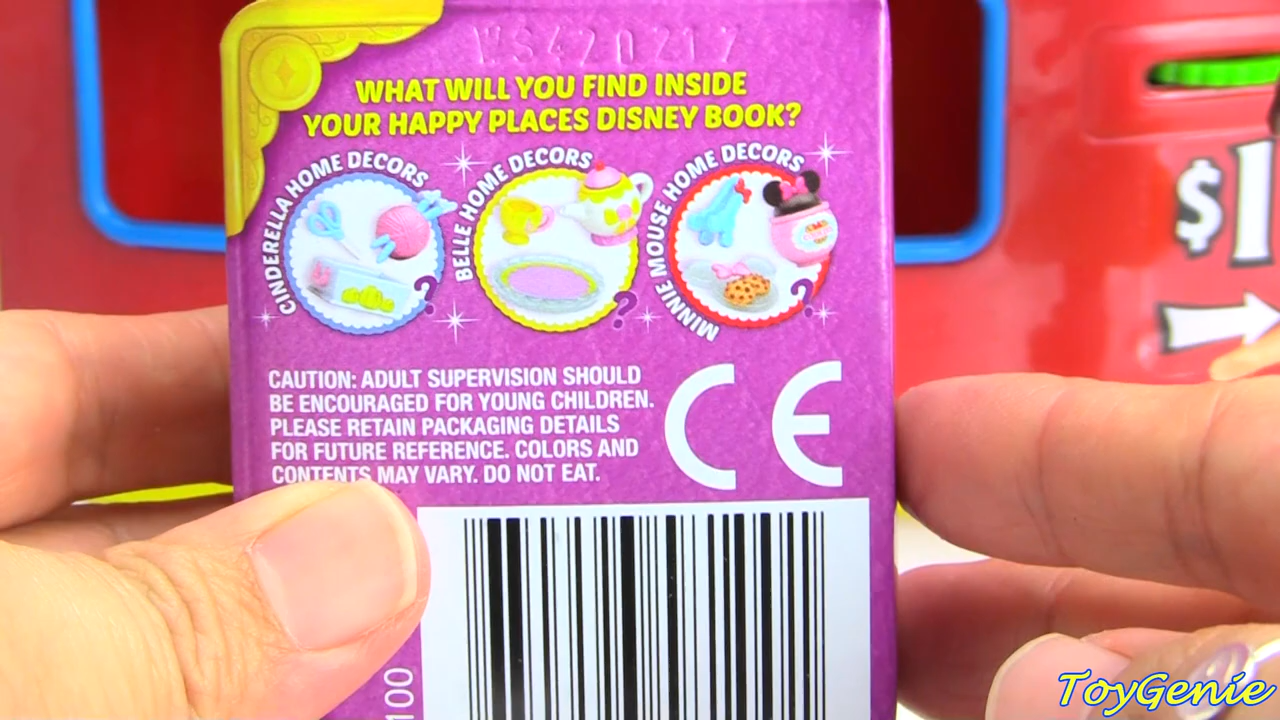 WS420217
WHAT WILL YOU FIND INSIDE
YOUR HAPPY PLACES DISNEY BOOK?
CINDERELLA HOME DECORS
?
BELLE HOME DECORS
?
MINNIE MOUSE HOME DECORS
?
CAUTION: ADULT SUPERVISION SHOULD
BE ENCOURAGED FOR YOUNG CHILDREN.
PLEASE RETAIN PACKAGING DETAILS
FOR FUTURE REFERENCE. COLORS AND
CONTENTS MAY VARY. DO NOT EAT.
CE
100
$1
ToyGenie